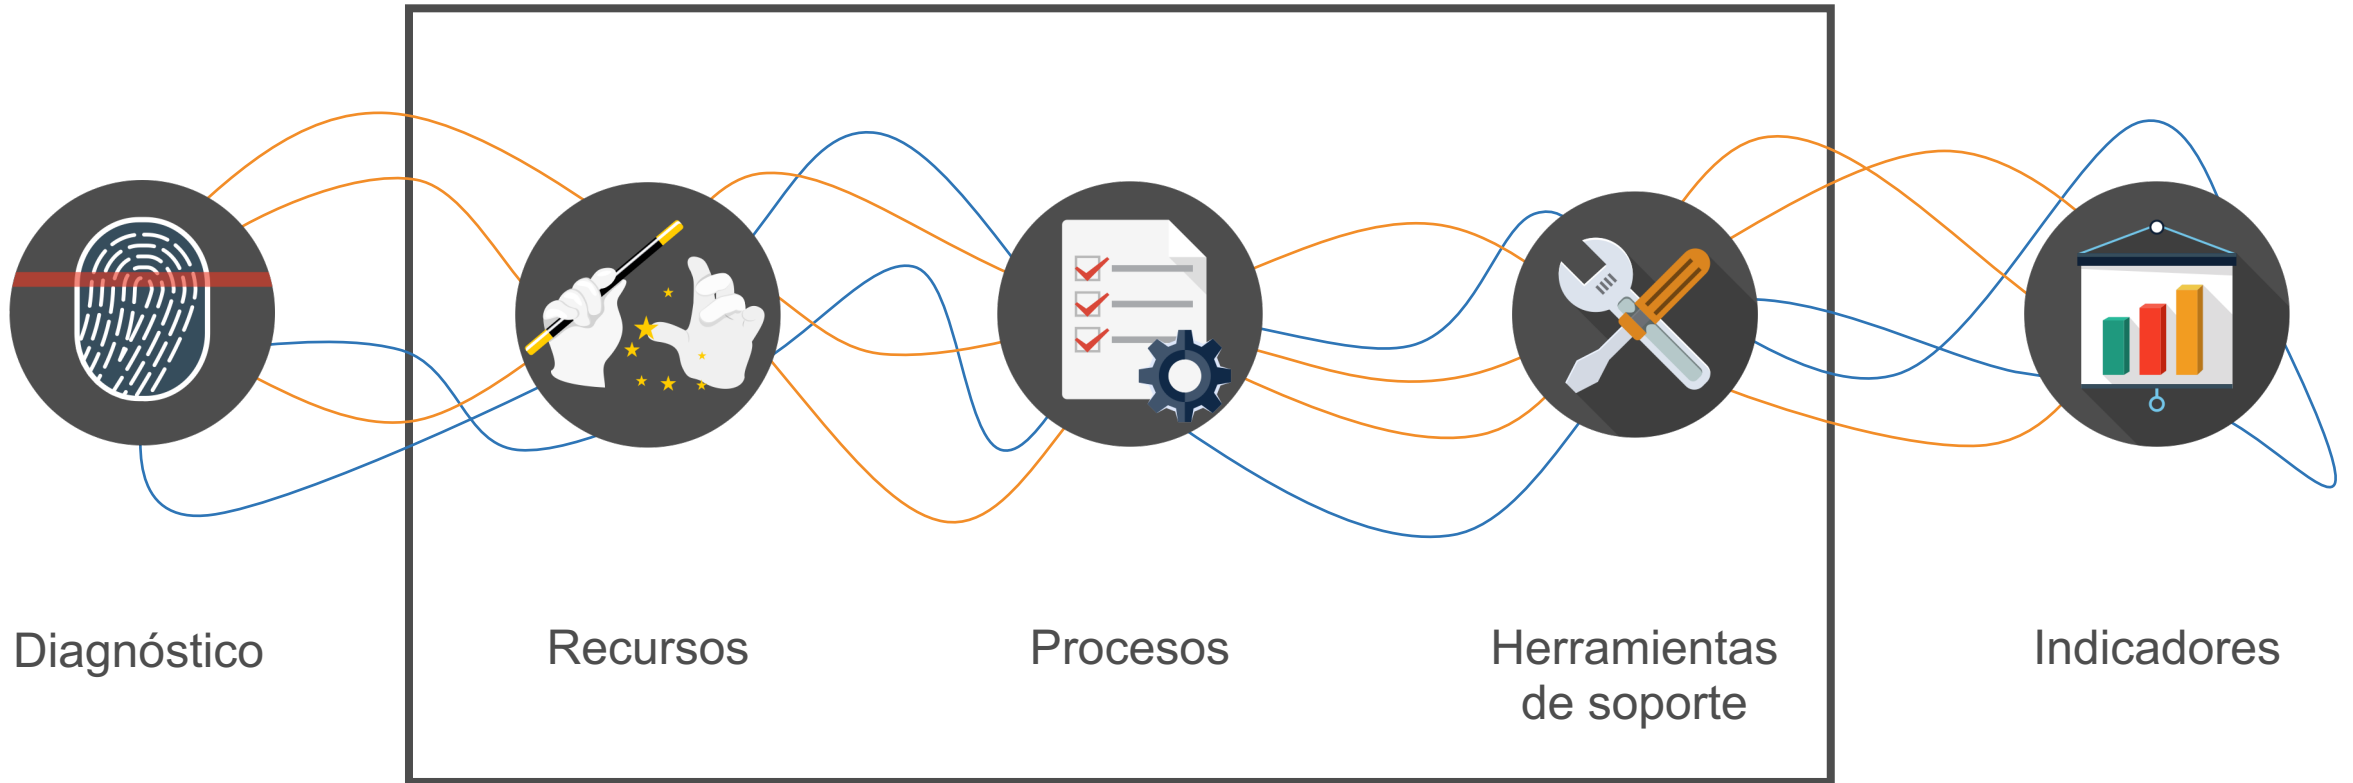 Diagnóstico
Recursos
Procesos
Herramientas
de soporte
Indicadores